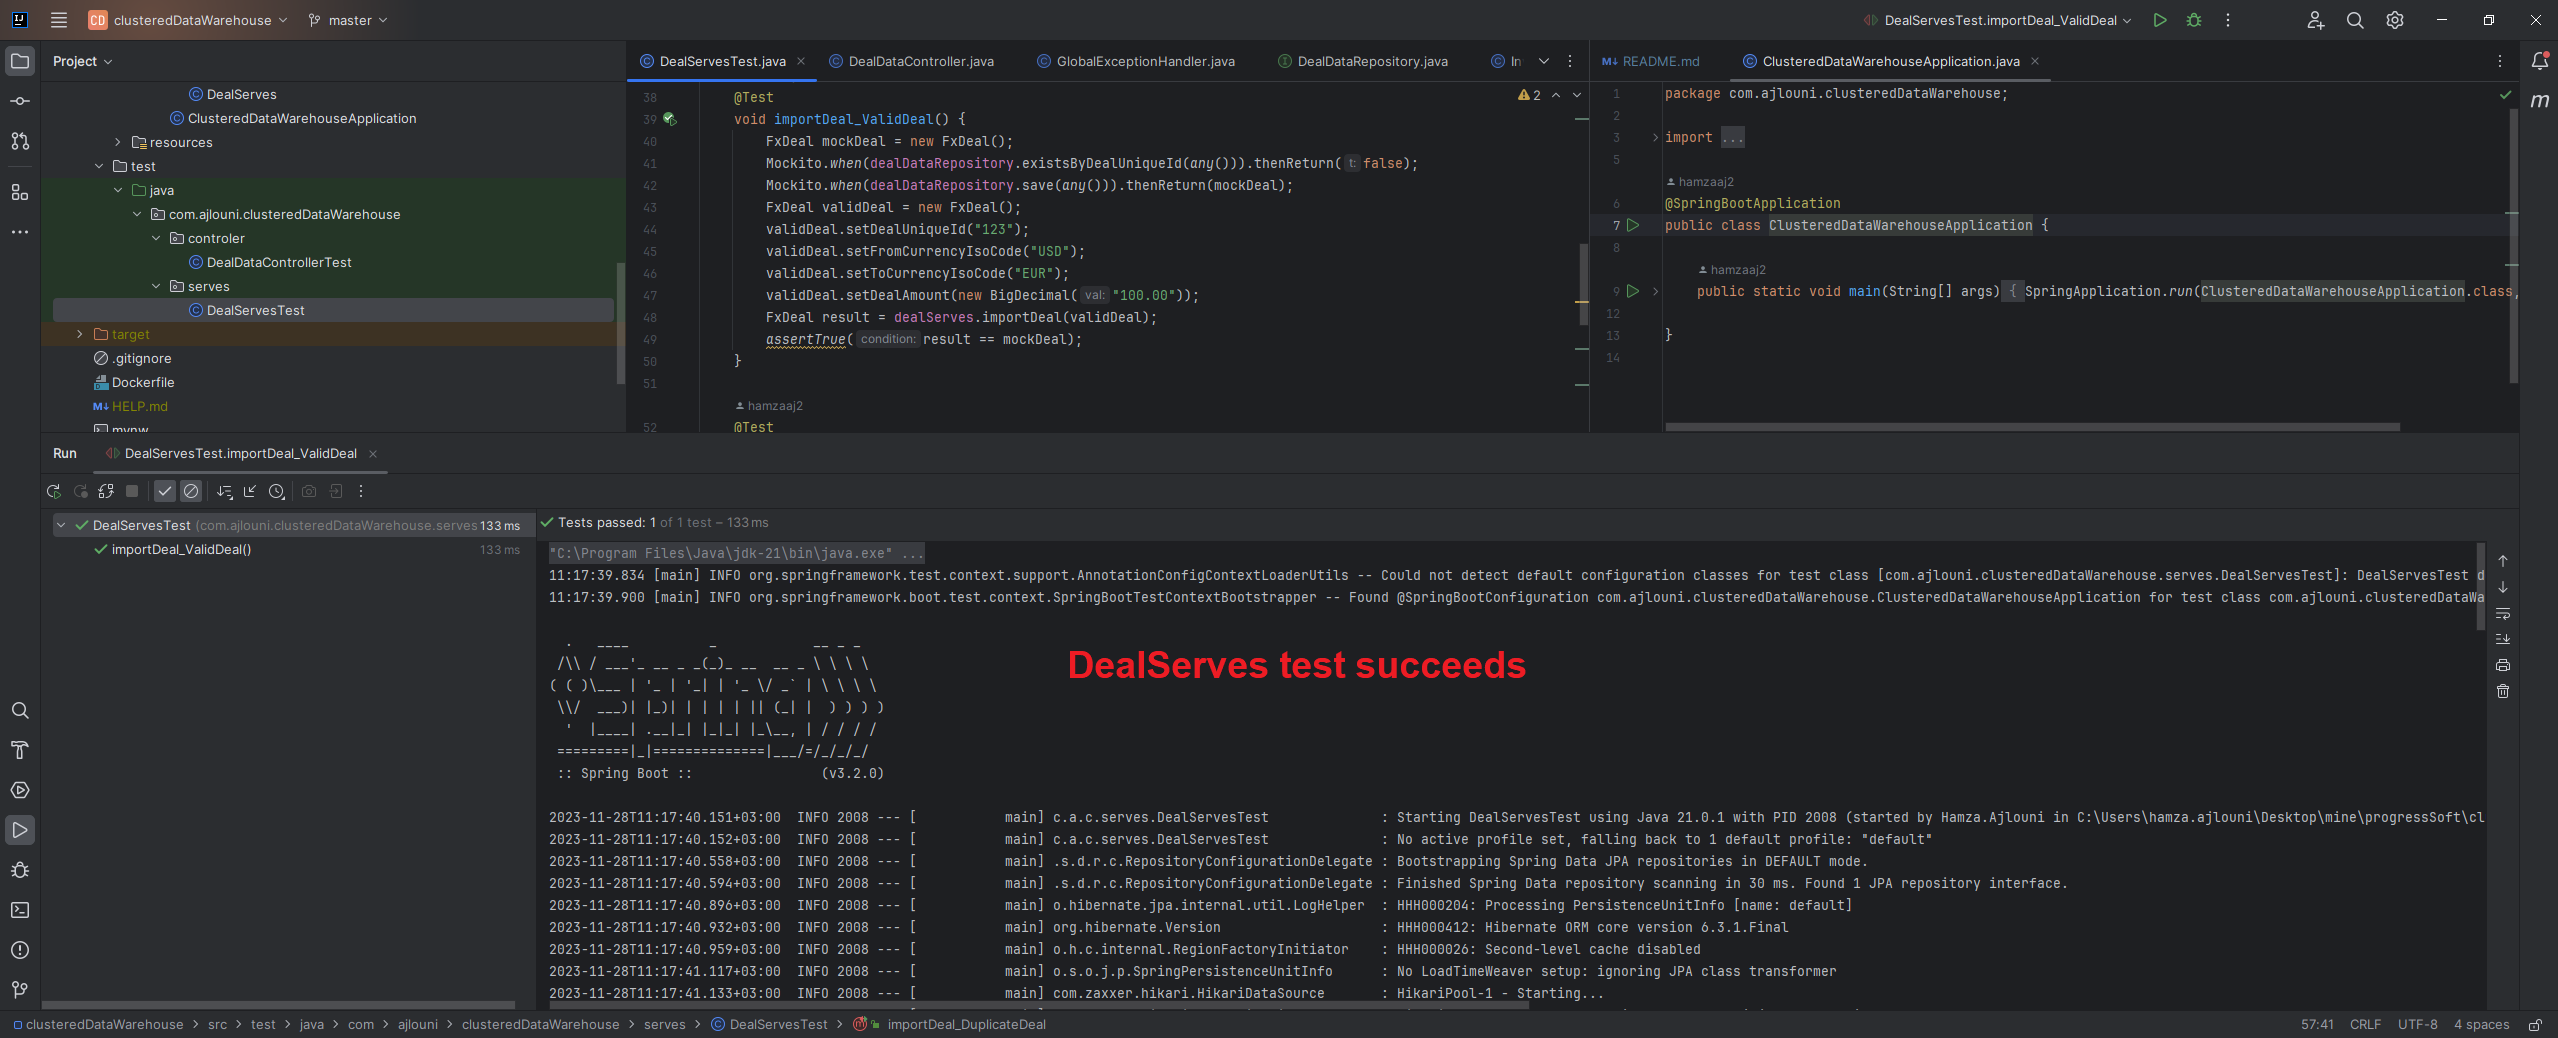 CD clusteredDataWarehouse master DealServesTest.importDeal_ValidDeal
Project
DealServes
ClusteredDataWarehouseApplication
resources
test
java
com.ajlouni.clusteredDataWarehouse
controler
DealDataControllerTest
serves
DealServesTest
target
.gitignore
Dockerfile
M↓ HELP.md
mvnw
DealServesTest.java DealDataController.java GlobalExceptionHandler.java DealDataRepository.java In
2
38 @Test
39 void importDeal_ValidDeal() {
40 FxDeal mockDeal = new FxDeal();
41 Mockito.when(dealDataRepository.existsByDealUniqueId(any())).thenReturn( t: false);
42 Mockito.when(dealDataRepository.save(any())).thenReturn(mockDeal);
43 FxDeal validDeal = new FxDeal();
44 validDeal.setDealUniqueId("123");
45 validDeal.setFromCurrencyIsoCode("USD");
46 validDeal.setToCurrencyIsoCode("EUR");
47 validDeal.setDealAmount(new BigDecimal( val: "100.00"));
48 FxDeal result = dealServes.importDeal(validDeal);
49 assertTrue( condition: result == mockDeal);
50 }
51
hamzaaj2
52 @Test
M↓ README.md ClusteredDataWarehouseApplication.java
1 package com.ajlouni.clusteredDataWarehouse;
2
3 import ...
5
hamzaaj2
6 @SpringBootApplication
7 public class ClusteredDataWarehouseApplication {
8
hamzaaj2
9 public static void main(String[] args) { SpringApplication.run(ClusteredDataWarehouseApplication.class,
12
13 }
14
m
Run DealServesTest.importDeal_ValidDeal
DealServesTest (com.ajlouni.clusteredDataWarehouse.serves 133 ms
importDeal_ValidDeal() 133 ms
Tests passed: 1 of 1 test – 133 ms
"C:\Program Files\Java\jdk-21\bin\java.exe" ...
11:17:39.834 [main] INFO org.springframework.test.context.support.AnnotationConfigContextLoaderUtils -- Could not detect default configuration classes for test class [com.ajlouni.clusteredDataWarehouse.serves.DealServesTest]: DealServesTest d
11:17:39.900 [main] INFO org.springframework.boot.test.context.SpringBootTestContextBootstrapper -- Found @SpringBootConfiguration com.ajlouni.clusteredDataWarehouse.ClusteredDataWarehouseApplication for test class com.ajlouni.clusteredDataWa
DealServes test succeeds
:: Spring Boot :: (v3.2.0)
2023-11-28T11:17:40.151+03:00 INFO 2008 --- [ main] c.a.c.serves.DealServesTest : Starting DealServesTest using Java 21.0.1 with PID 2008 (started by Hamza.Ajlouni in C:\Users\hamza.ajlouni\Desktop\mine\progressSoft\cl
2023-11-28T11:17:40.152+03:00 INFO 2008 --- [ main] c.a.c.serves.DealServesTest : No active profile set, falling back to 1 default profile: "default"
2023-11-28T11:17:40.558+03:00 INFO 2008 --- [ main] .s.d.r.c.RepositoryConfigurationDelegate : Bootstrapping Spring Data JPA repositories in DEFAULT mode.
2023-11-28T11:17:40.594+03:00 INFO 2008 --- [ main] .s.d.r.c.RepositoryConfigurationDelegate : Finished Spring Data repository scanning in 30 ms. Found 1 JPA repository interface.
2023-11-28T11:17:40.896+03:00 INFO 2008 --- [ main] o.hibernate.jpa.internal.util.LogHelper : HHH000204: Processing PersistenceUnitInfo [name: default]
2023-11-28T11:17:40.932+03:00 INFO 2008 --- [ main] org.hibernate.Version : HHH000412: Hibernate ORM core version 6.3.1.Final
2023-11-28T11:17:40.959+03:00 INFO 2008 --- [ main] o.h.c.internal.RegionFactoryInitiator : HHH000026: Second-level cache disabled
2023-11-28T11:17:41.117+03:00 INFO 2008 --- [ main] o.s.o.j.p.SpringPersistenceUnitInfo : No LoadTimeWeaver setup: ignoring JPA class transformer
2023-11-28T11:17:41.133+03:00 INFO 2008 --- [ main] com.zaxxer.hikari.HikariDataSource : HikariPool-1 - Starting...
clusteredDataWarehouse > src > test > java > com > ajlouni > clusteredDataWarehouse > serves > DealServesTest > importDeal_DuplicateDeal 57:41 CRLF UTF-8 4 spaces